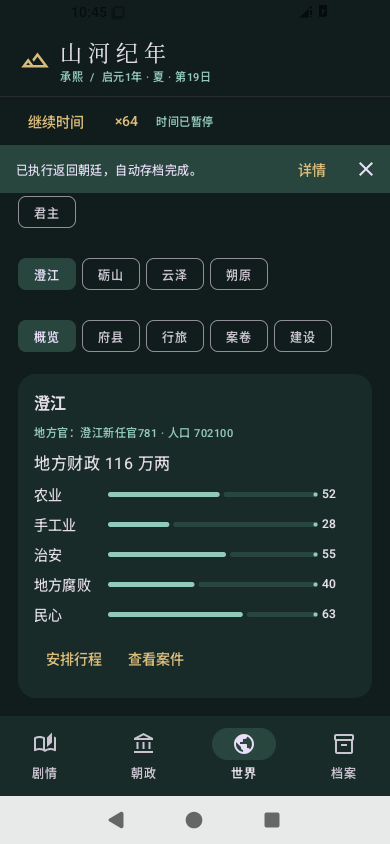 10:45
山河纪年
承熙 / 启元1年 · 夏 · 第19日
继续时间 ×64 时间已暂停
已执行返回朝廷，自动存档完成。 详情
君主
澄江 砺山 云泽 朔原
概览 府县 行旅 案卷 建设
澄江
地方官：澄江新任官781 · 人口 702100
地方财政 116 万两
农业 52
手工业 28
治安 55
地方腐败 40
民心 63
安排行程 查看案件
剧情 朝政 世界 档案